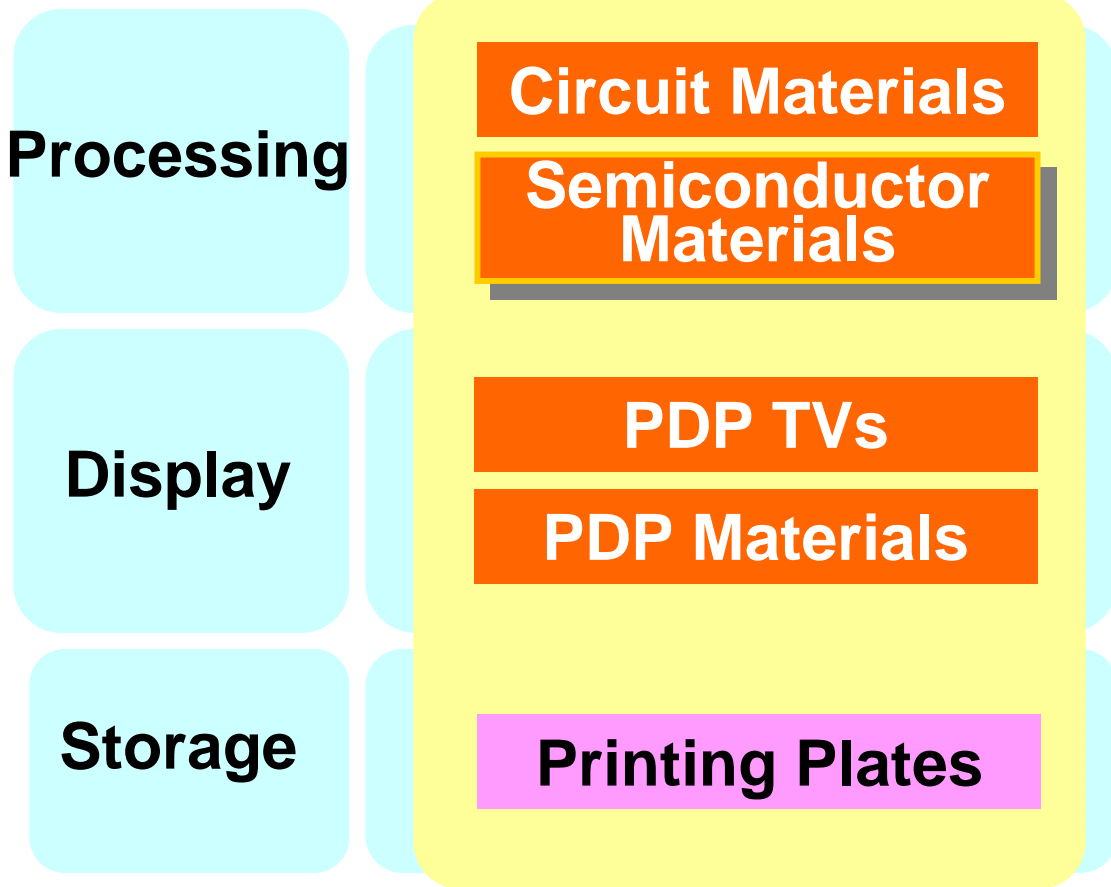 Processing
Circuit Materials
Semiconductor
Materials
Display
PDP TVs
PDP Materials
Storage
Printing Plates